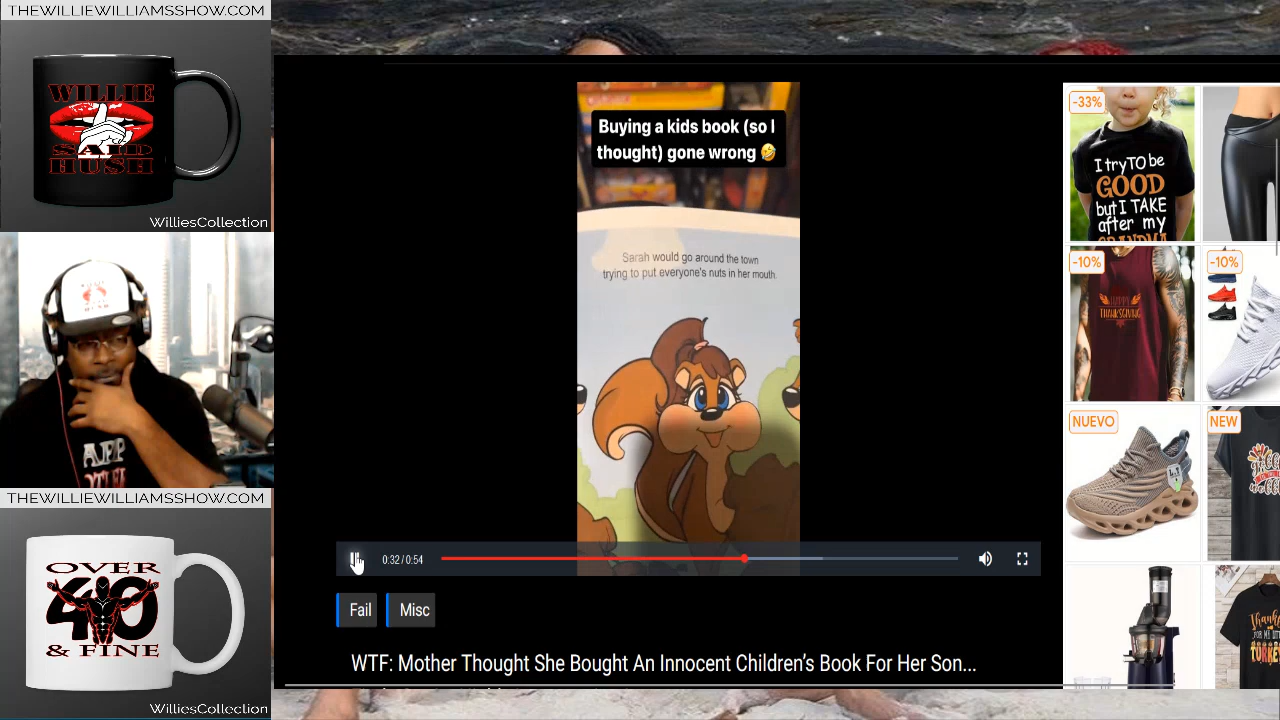 THEWILLIEWILLIAMSSHOW.COM
WILLIE
SAID
HUSH
WilliesCollection
THEWILLIEWILLIAMSSHOW.COM
OVER
40
& FINE
WilliesCollection
Buying a kids book (so I
thought) gone wrong 🤣
Sarah would go around the town
trying to put everyone's nuts in her mouth.
0:32 / 0:54
Fail
Misc
WTF: Mother Thought She Bought An Innocent Children's Book For Her Son...
-33%
I try TO be
GOOD
but I TAKE
after my
GRANDMA
-10%
HAPPY
THANKSGIVING
-10%
NUEVO
NEW